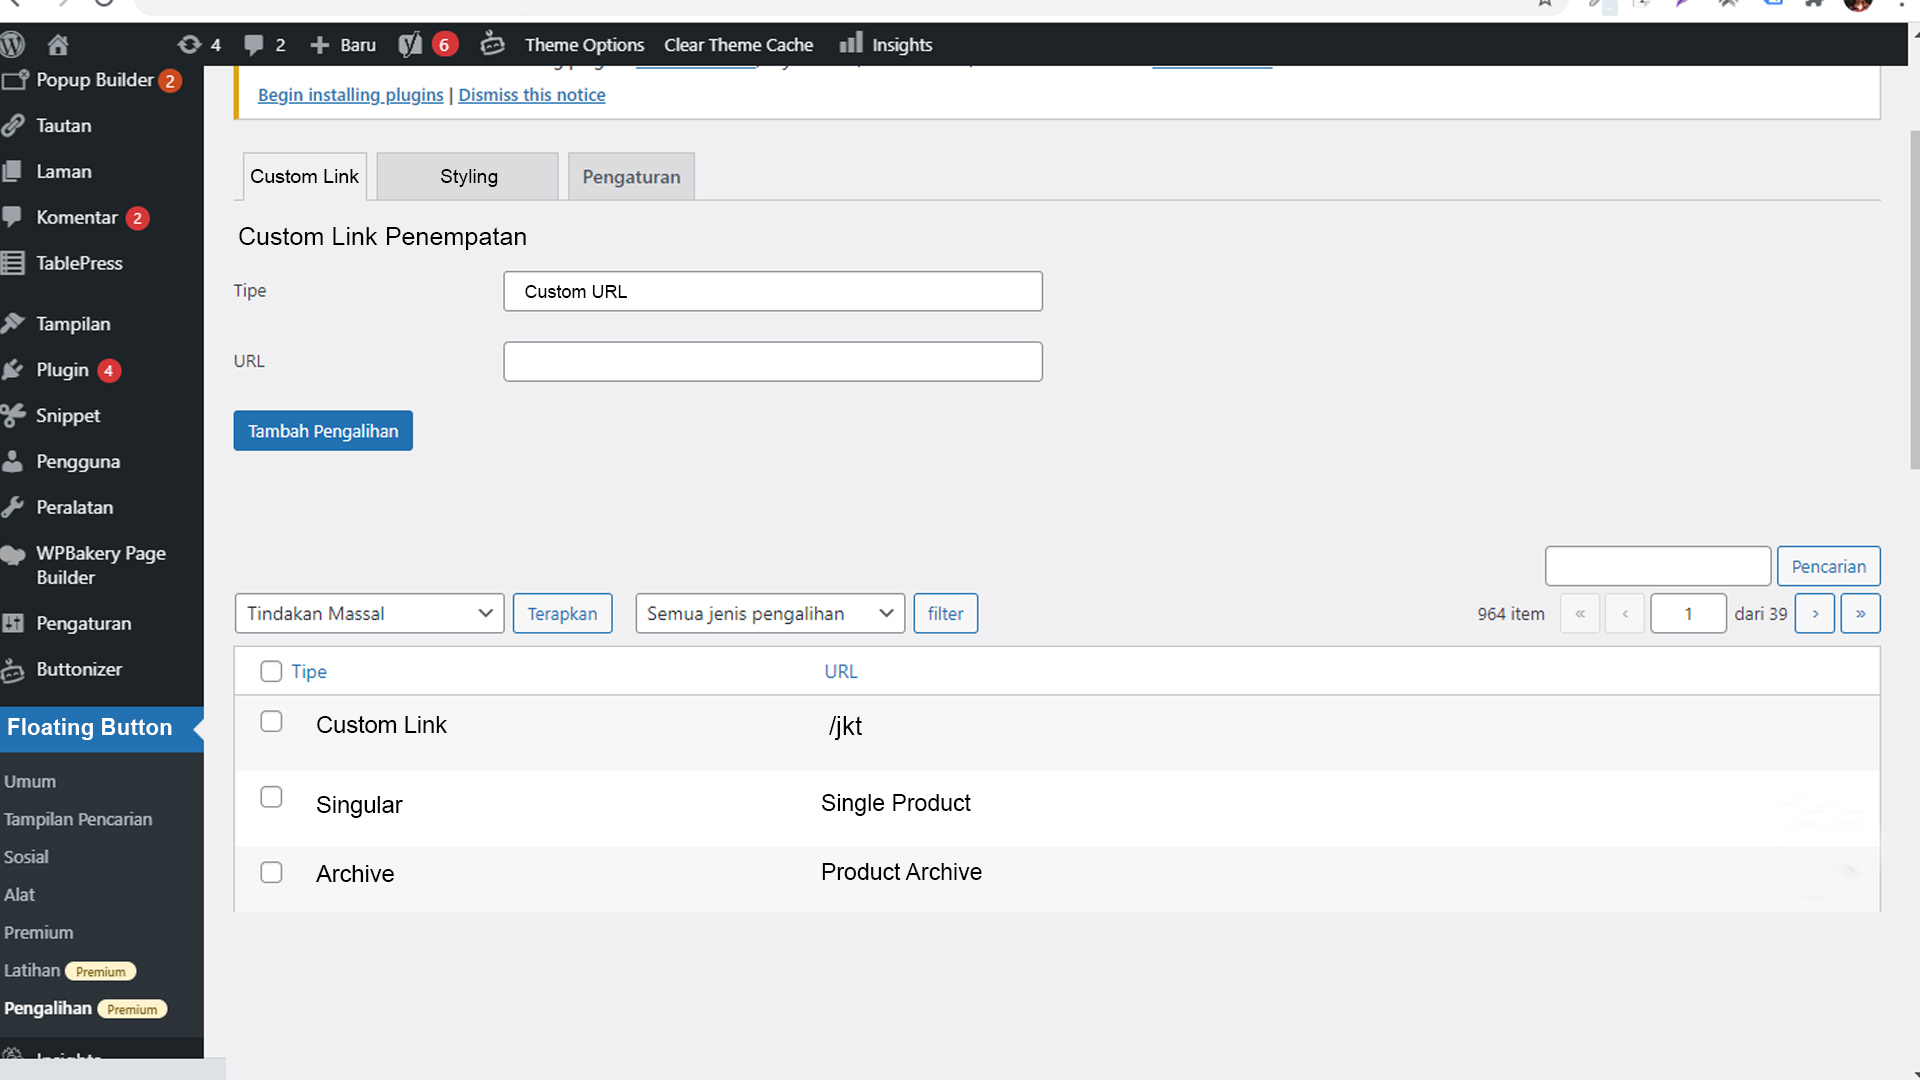 4 2 + Baru 6 Theme Options Clear Theme Cache Insights
Popup Builder 2
Tautan
Laman
Komentar 2
TablePress
Tampilan
Plugin 4
Snippet
Pengguna
Peralatan
WPBakery Page
Builder
Pengaturan
Buttonizer
Floating Button
Umum
Tampilan Pencarian
Sosial
Alat
Premium
Latihan Premium
Pengalihan Premium
Insights
Begin installing plugins | Dismiss this notice
Custom Link Styling Pengaturan
Custom Link Penempatan
Tipe Custom URL
URL
Tambah Pengalihan
Pencarian
Tindakan Massal Terapkan Semua jenis pengalihan filter 964 item « ‹ 1 dari 39 › »
Tipe URL
Custom Link /jkt
Singular Single Product
Archive Product Archive